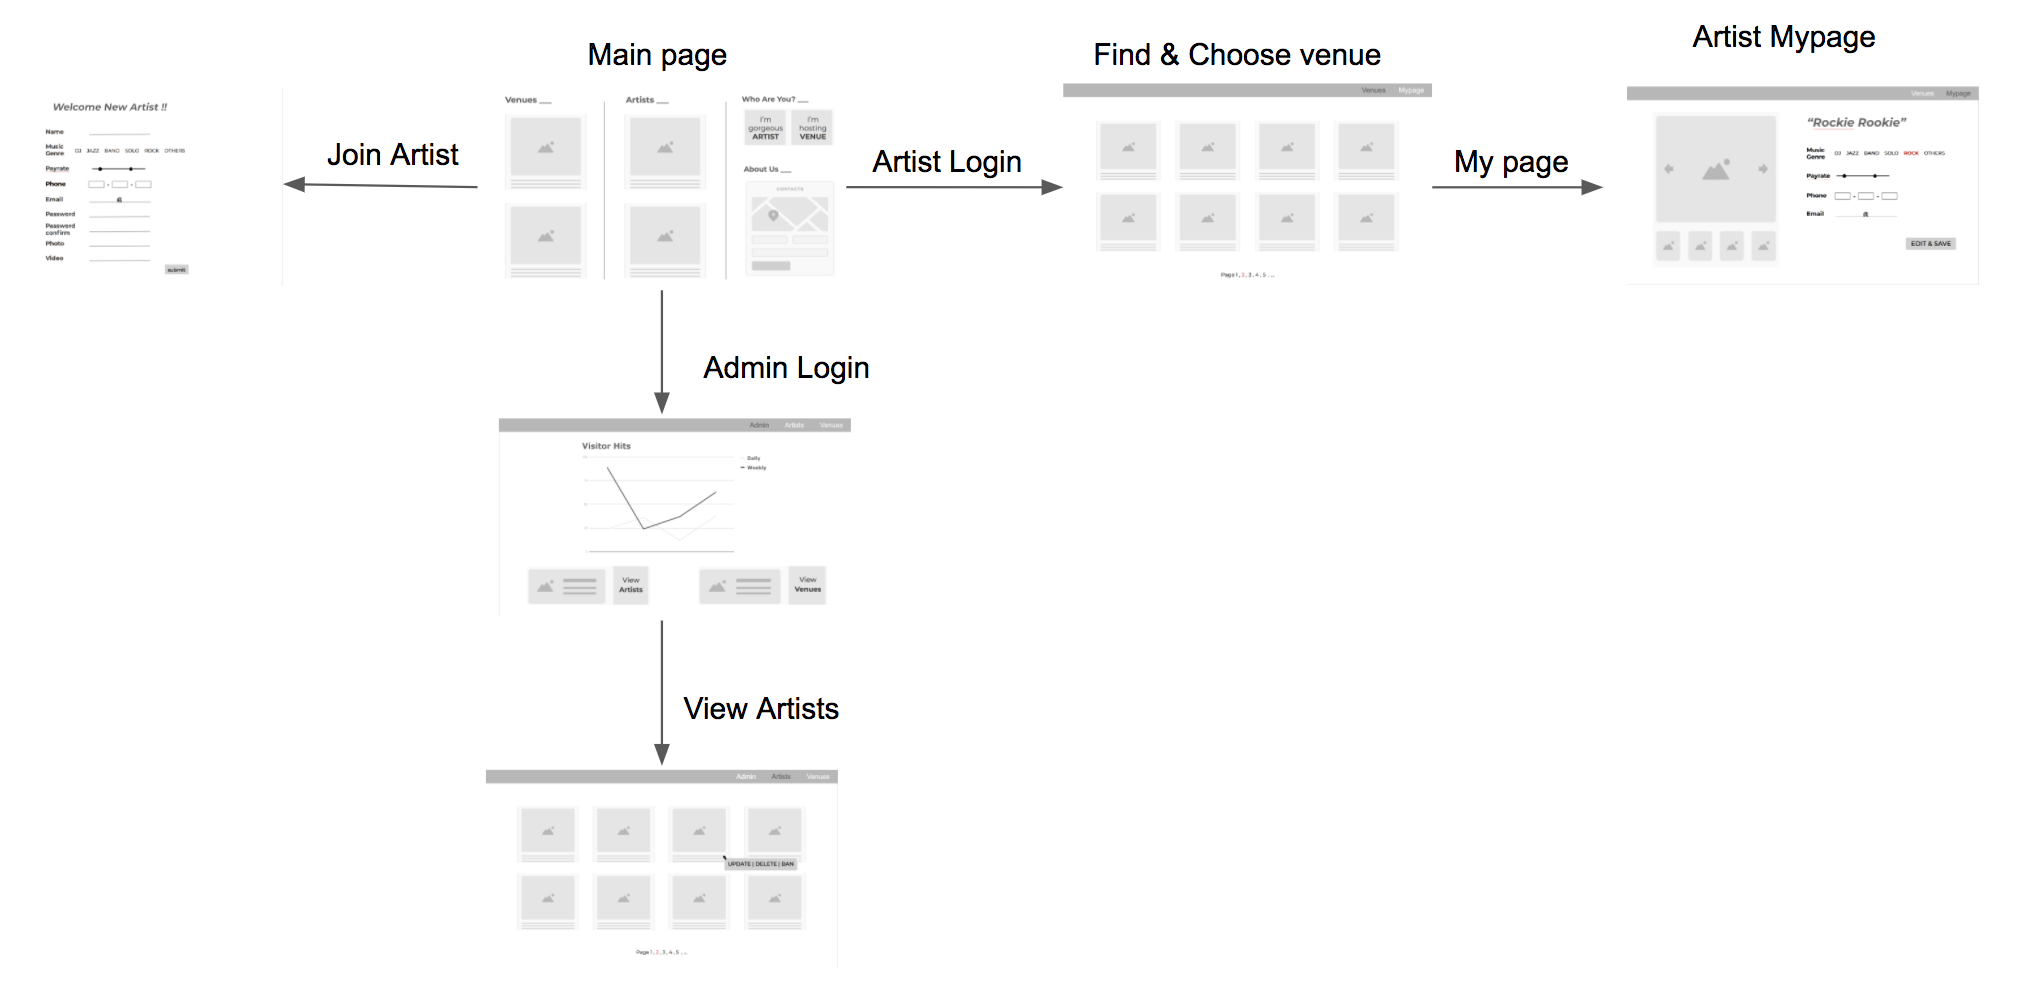 Main page
Find & Choose venue
Artist Mypage
Welcome New Artist !!
Name
Music
Genre
DJ JAZZ BAND SOLO ROCK OTHERS
Payrate
Phone
- -
Email
@
Password
Password
confirm
Photo
Video
submit
Join Artist
Venues __
Artists __
Who Are You? __
I'm
gorgeous
ARTIST
I'm
hosting
VENUE
About Us __
CONTACTS
Artist Login
Venues Mypage
Page 1, 2, 3, 4, 5 ...
My page
Venues Mypage
“Rockie Rookie”
Music
Genre
DJ JAZZ BAND SOLO ROCK OTHERS
Payrate
Phone
- -
Email
@
EDIT & SAVE
Admin Login
Admin Artists Venues
Visitor Hits
Daily
Weekly
View
Artists
View
Venues
View Artists
Admin Artists Venues
UPDATE | DELETE | BAN
Page 1, 2, 3, 4, 5 ...